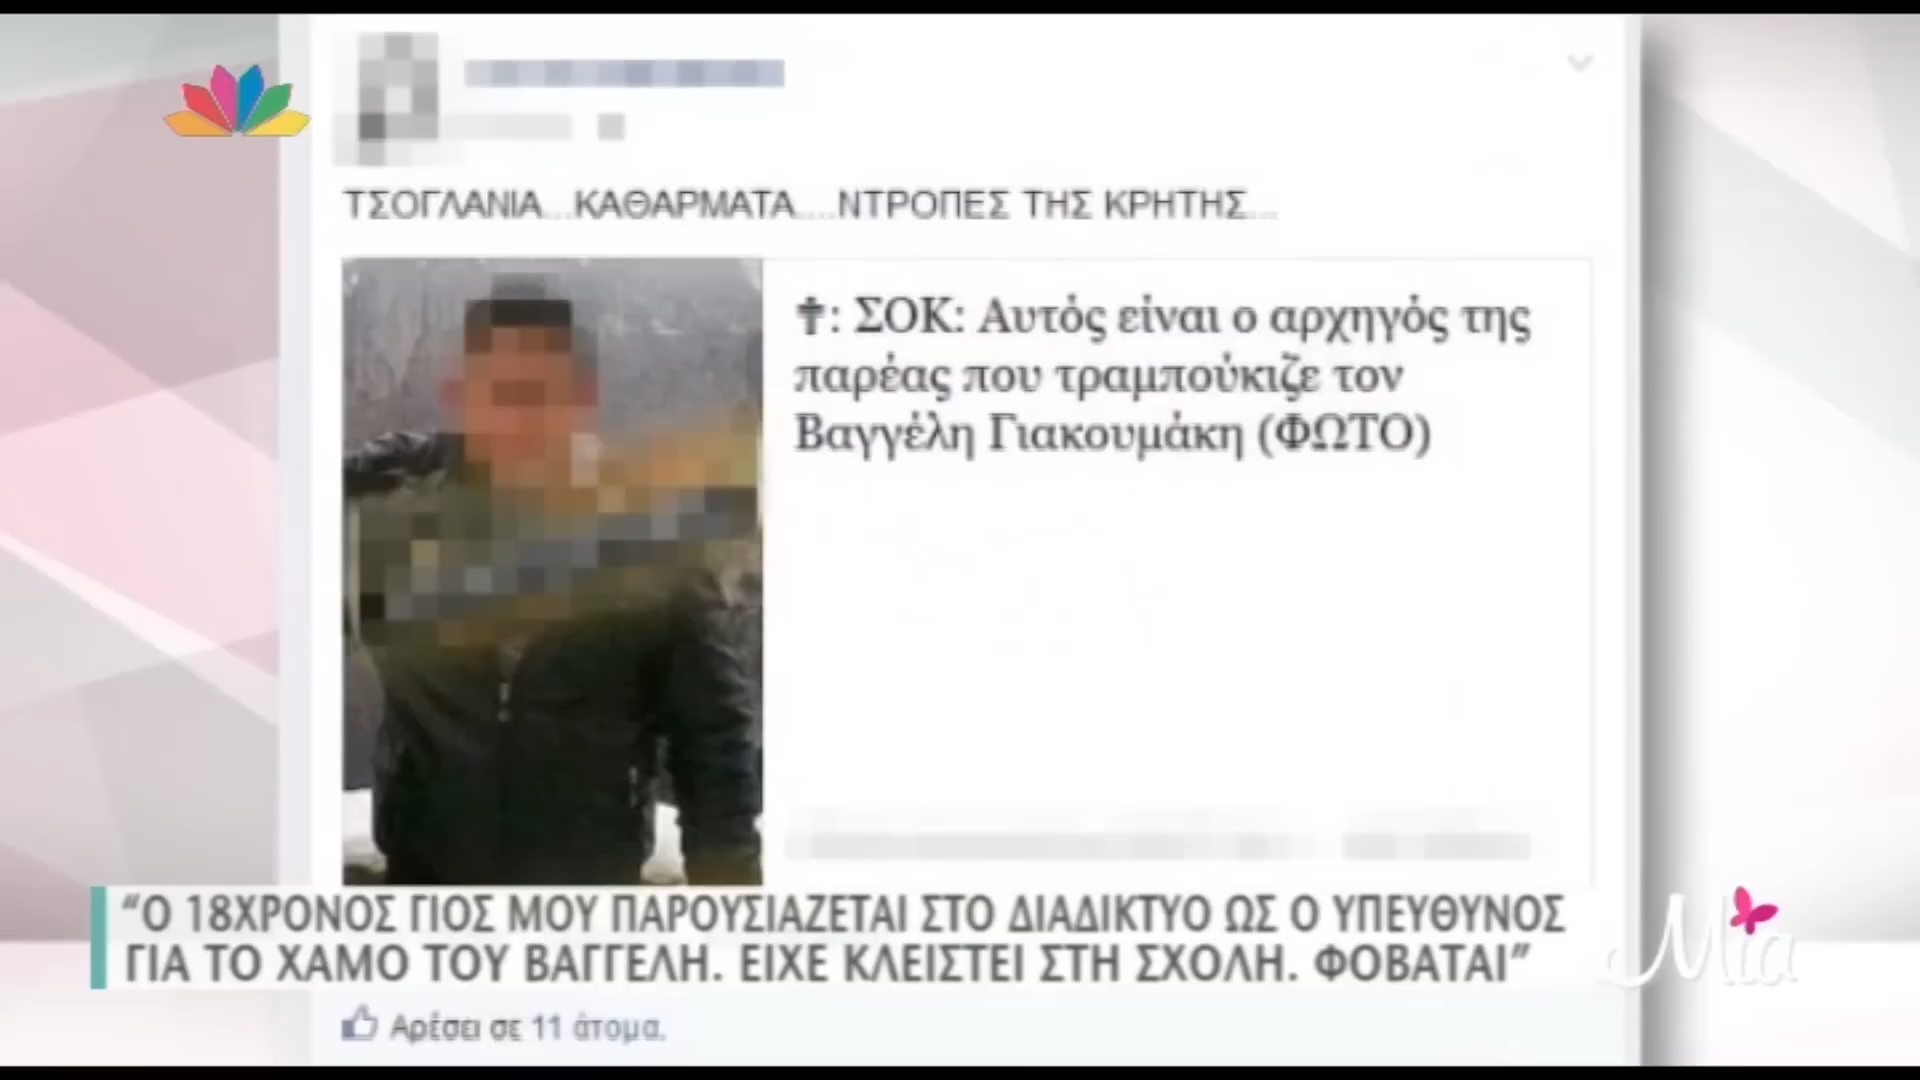 ΤΣΟΓΛΑΝΙΑ...ΚΑΘΑΡΜΑΤΑ....ΝΤΡΟΠΕΣ ΤΗΣ ΚΡΗΤΗΣ...
✟: ΣΟΚ: Αυτός είναι ο αρχηγός της
παρέας που τραμπούκιζε τον
Βαγγέλη Γιακουμάκη (ΦΩΤΟ)
“Ο 18ΧΡΟΝΟΣ ΓΙΟΣ ΜΟΥ ΠΑΡΟΥΣΙΑΖΕΤΑΙ ΣΤΟ ΔΙΑΔΙΚΤΥΟ ΩΣ Ο ΥΠΕΥΘΥΝΟΣ
ΓΙΑ ΤΟ ΧΑΜΟ ΤΟΥ ΒΑΓΓΕΛΗ. ΕΙΧΕ ΚΛΕΙΣΤΕΙ ΣΤΗ ΣΧΟΛΗ. ΦΟΒΑΤΑΙ”
Mια
Αρέσει σε 11 άτομα.